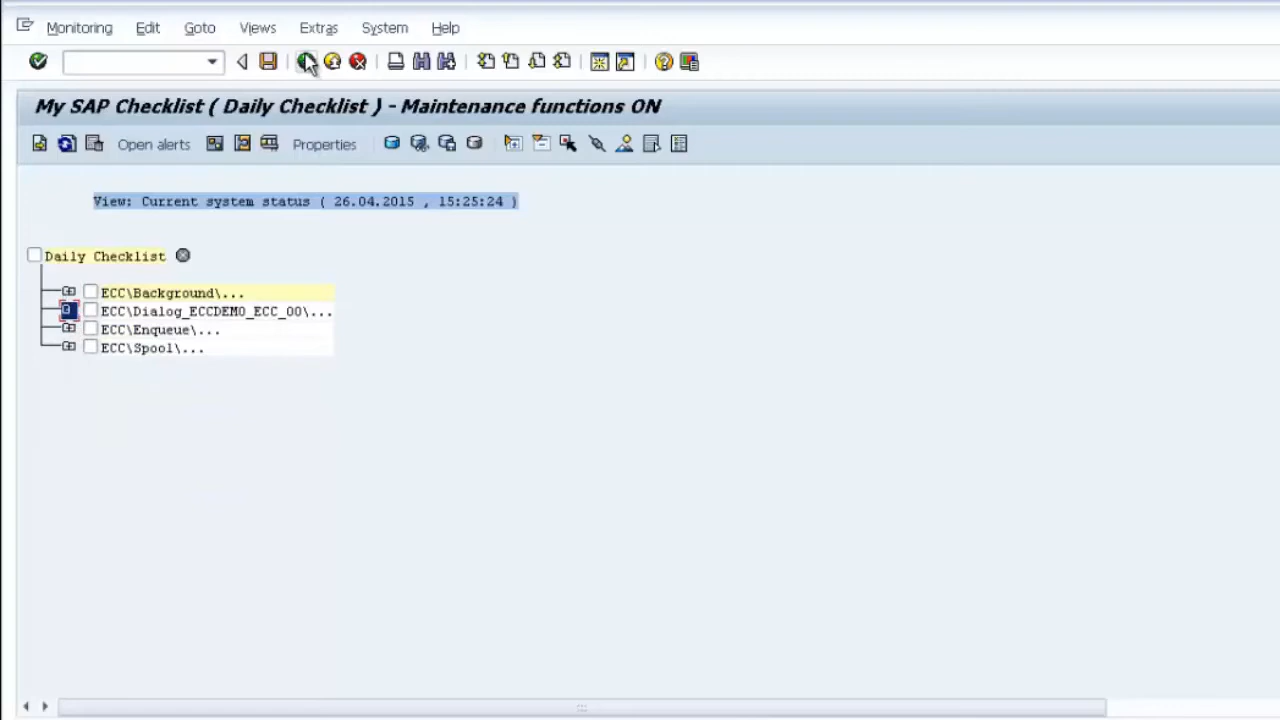 Monitoring Edit Goto Views Extras System Help
My SAP Checklist ( Daily Checklist ) - Maintenance functions ON
Open alerts Properties
View: Current system status ( 26.04.2015 , 15:25:24 )
Daily Checklist
ECC\Background\...
ECC\Dialog_ECCDEMO_ECC_00\...
ECC\Enqueue\...
ECC\Spool\...